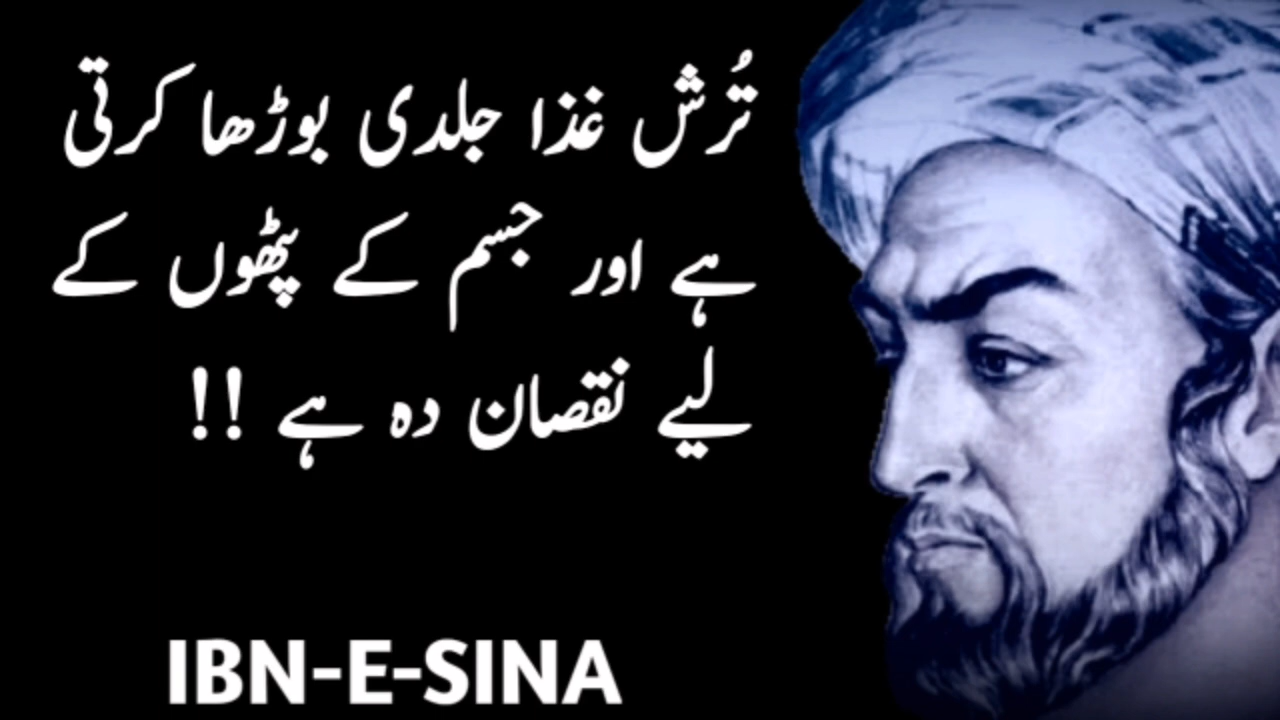 تُرش غذا جلدی بوڑھا کرتی
ہے اور جسم کے پٹھوں کے
لیے نقصان دہ ہے !!
IBN-E-SINA